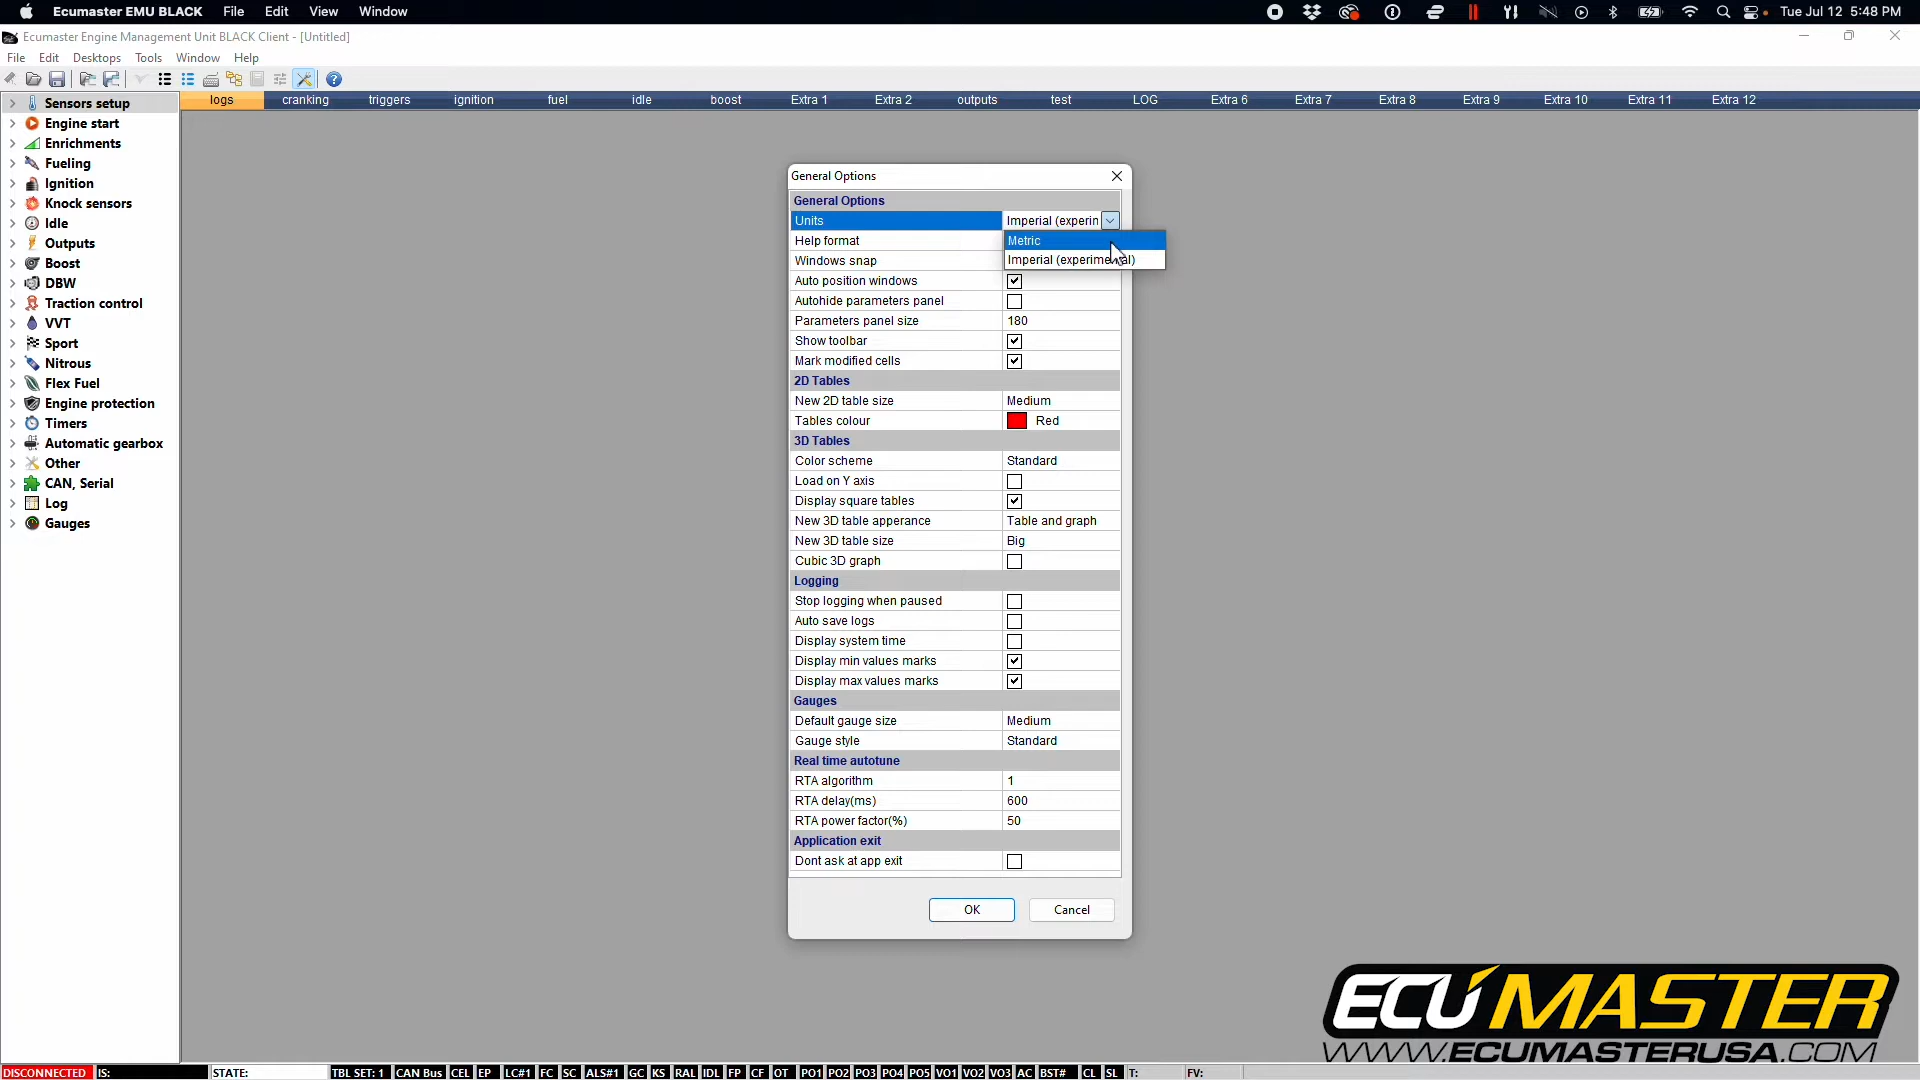 Ecumaster EMU BLACK File Edit View Window Tue Jul 12 5:48 PM
Ecumaster Engine Management Unit BLACK Client - [Untitled]
File Edit Desktops Tools Window Help
logs cranking triggers ignition fuel idle boost Extra 1 Extra 2 outputs test LOG Extra 6 Extra 7 Extra 8 Extra 9 Extra 10 Extra 11 Extra 12
Sensors setup
Engine start
Enrichments
Fueling
Ignition
Knock sensors
Idle
Outputs
Boost
DBW
Traction control
VVT
Sport
Nitrous
Flex Fuel
Engine protection
Timers
Automatic gearbox
Other
CAN, Serial
Log
Gauges
General Options
General Options
Units Imperial (experin
Help format Metric
Windows snap Imperial (experimental)
Auto position windows
Autohide parameters panel
Parameters panel size 180
Show toolbar
Mark modified cells
2D Tables
New 2D table size Medium
Tables colour Red
3D Tables
Color scheme Standard
Load on Y axis
Display square tables
New 3D table apperance Table and graph
New 3D table size Big
Cubic 3D graph
Logging
Stop logging when paused
Auto save logs
Display system time
Display min values marks
Display max values marks
Gauges
Default gauge size Medium
Gauge style Standard
Real time autotune
RTA algorithm 1
RTA delay(ms) 600
RTA power factor(%) 50
Application exit
Dont ask at app exit
OK Cancel
ECUMASTER
WWW.ECUMASTERUSA.COM
DISCONNECTED IS: STATE: TBL SET: 1 CAN Bus CEL EP LC#1 FC SC ALS#1 GC KS RAL IDL FP CF OT PO1 PO2 PO3 PO4 PO5 VO1 VO2 VO3 AC BST# CL SL T: FV: